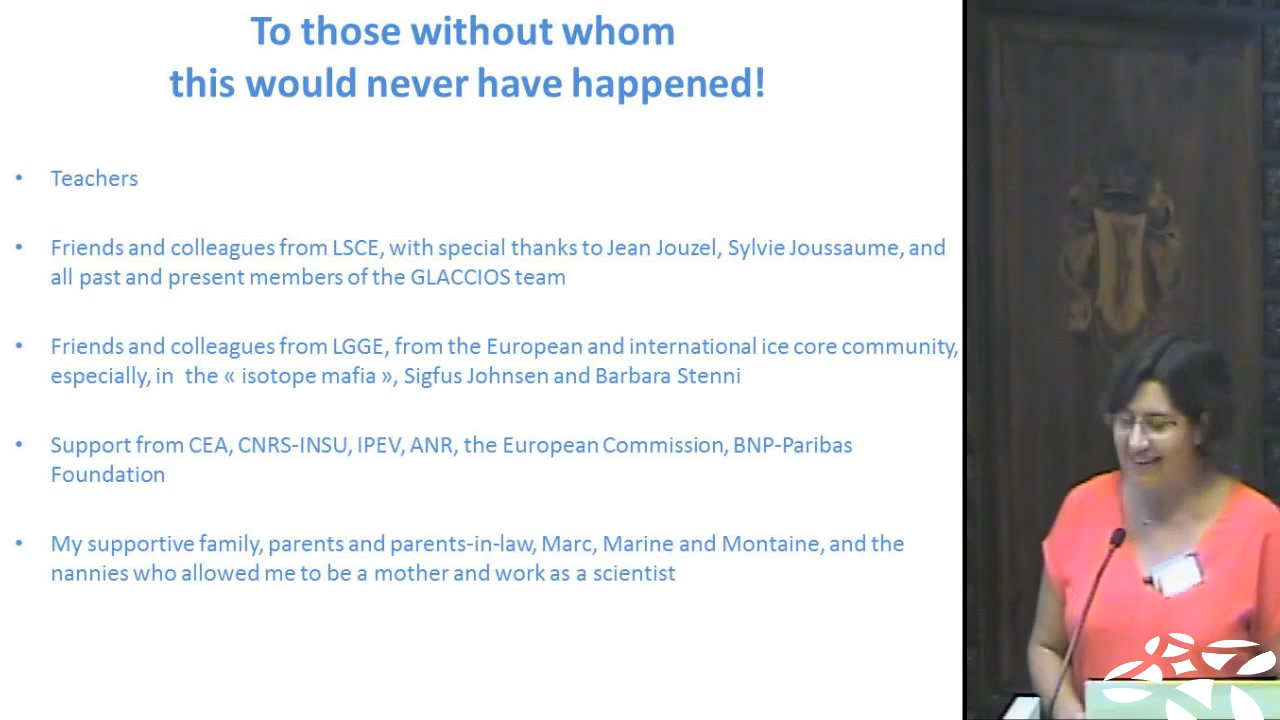 To those without whom
this would never have happened!
• Teachers
• Friends and colleagues from LSCE, with special thanks to Jean Jouzel, Sylvie Joussaume, and
all past and present members of the GLACCIOS team
• Friends and colleagues from LGGE, from the European and international ice core community,
especially, in the « isotope mafia », Sigfus Johnsen and Barbara Stenni
• Support from CEA, CNRS-INSU, IPEV, ANR, the European Commission, BNP-Paribas
Foundation
• My supportive family, parents and parents-in-law, Marc, Marine and Montaine, and the
nannies who allowed me to be a mother and work as a scientist